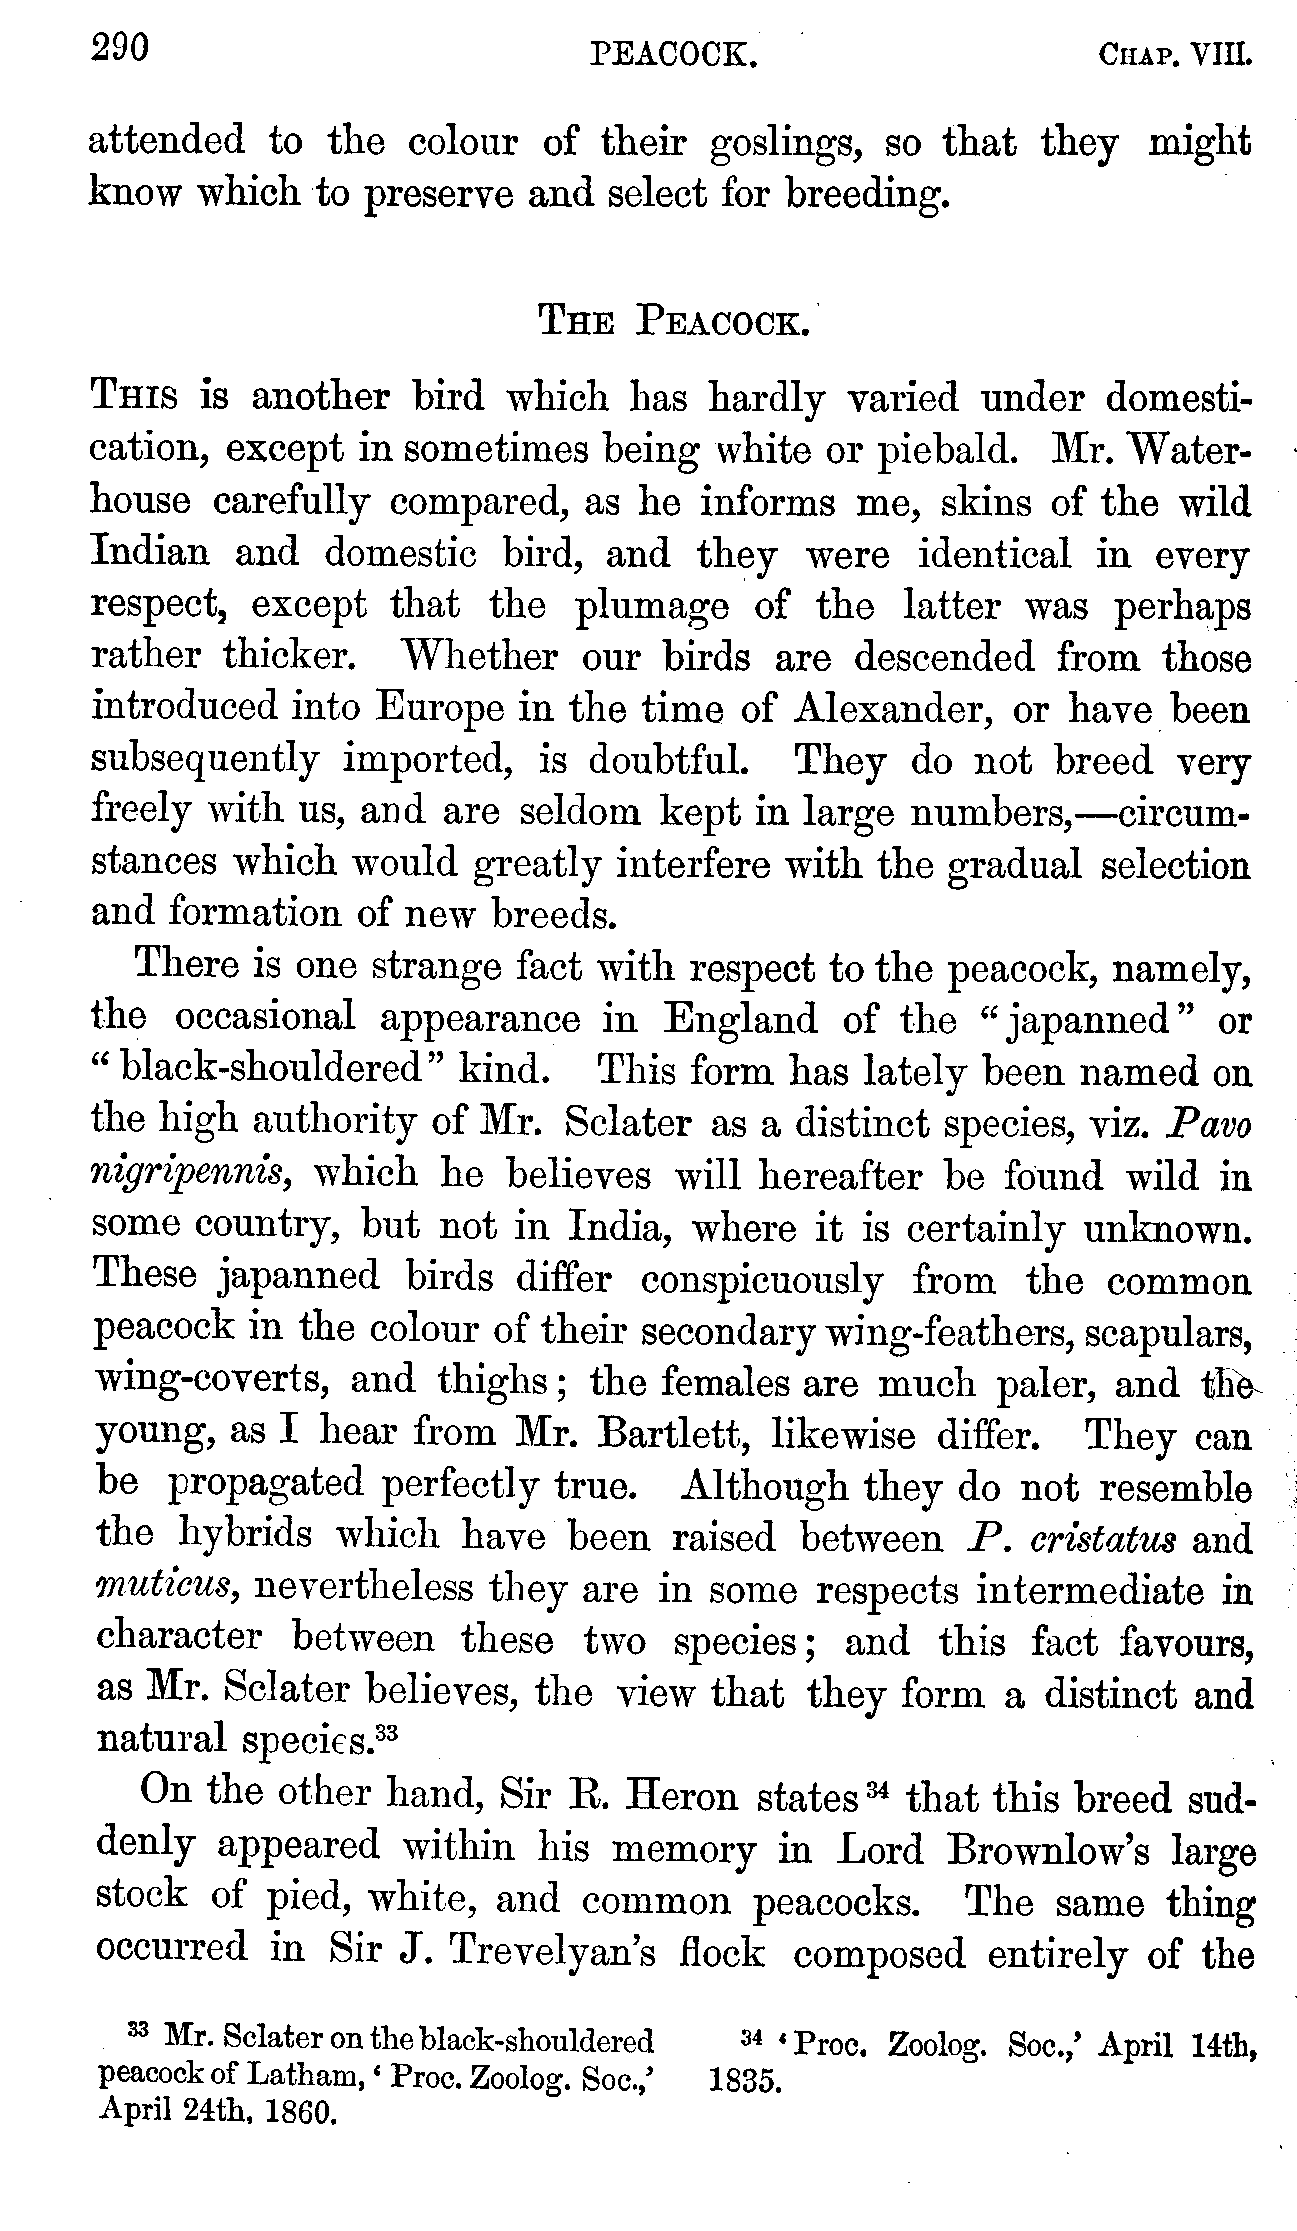 290 PEACOCK. CHAP. VIII.
attended to the colour of their goslings, so that they might
know which to preserve and select for breeding.
THE PEACOCK.
THIS is another bird which has hardly varied under domesti-
cation, except in sometimes being white or piebald. Mr. Water-
house carefully compared, as he informs me, skins of the wild
Indian and domestic bird, and they were identical in every
respect, except that the plumage of the latter was perhaps
rather thicker. Whether our birds are descended from those
introduced into Europe in the time of Alexander, or have been
subsequently imported, is doubtful. They do not breed very
freely with us, and are seldom kept in large numbers,—circum-
stances which would greatly interfere with the gradual selection
and formation of new breeds.
There is one strange fact with respect to the peacock, namely,
the occasional appearance in England of the “japanned” or
“black-shouldered” kind. This form has lately been named on
the high authority of Mr. Sclater as a distinct species, viz. Pavo
nigripennis, which he believes will hereafter be found wild in
some country, but not in India, where it is certainly unknown.
These japanned birds differ conspicuously from the common
peacock in the colour of their secondary wing-feathers, scapulars,
wing-coverts, and thighs; the females are much paler, and the
young, as I hear from Mr. Bartlett, likewise differ. They can
be propagated perfectly true. Although they do not resemble
the hybrids which have been raised between P. cristatus and
muticus, nevertheless they are in some respects intermediate in
character between these two species; and this fact favours,
as Mr. Sclater believes, the view that they form a distinct and
natural species.³³
On the other hand, Sir R. Heron states³⁴ that this breed sud-
denly appeared within his memory in Lord Brownlow’s large
stock of pied, white, and common peacocks. The same thing
occurred in Sir J. Trevelyan’s flock composed entirely of the
³³ Mr. Sclater on the black-shouldered
peacock of Latham, ‘Proc. Zoolog. Soc.,’
April 24th, 1860.
³⁴ ‘Proc. Zoolog. Soc.,’ April 14th,
1835.